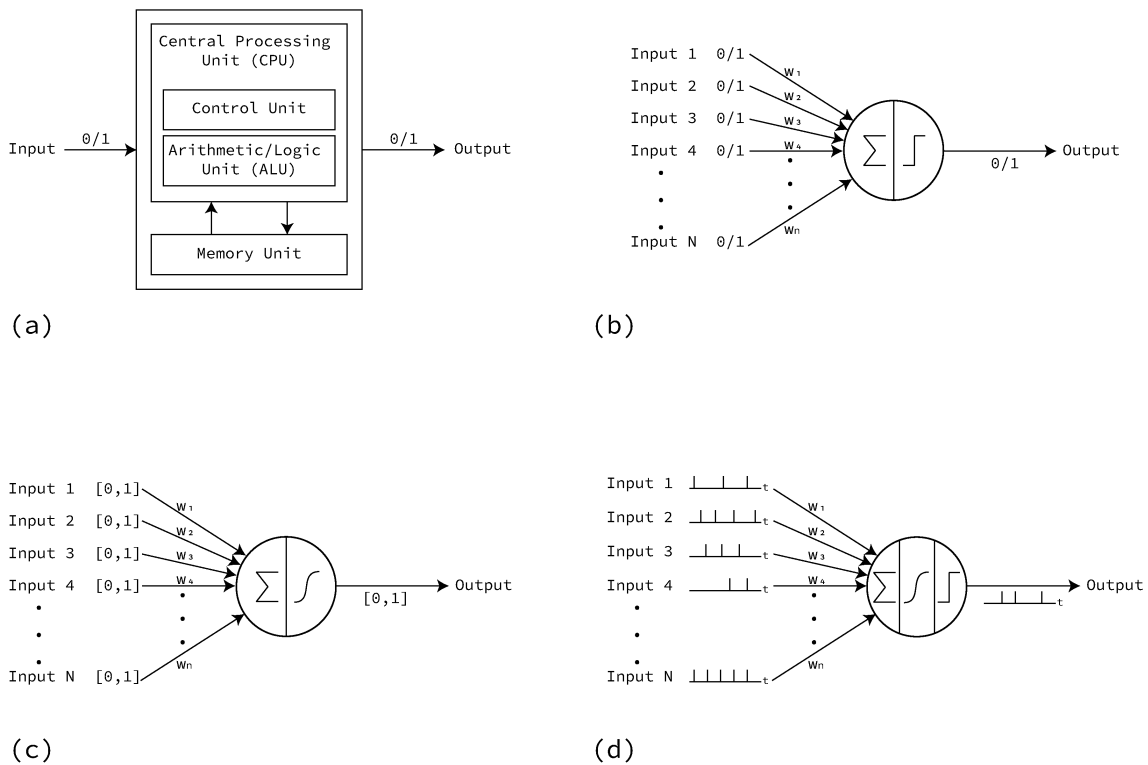 Central Processing
Unit (CPU)
Control Unit
Arithmetic/Logic
Unit (ALU)
Memory Unit
Input 0/1
0/1 Output
(a)
Input 1 0/1 w₁
Input 2 0/1 w₂
Input 3 0/1 w₃
Input 4 0/1 w₄
Input N 0/1 wn
Σ
0/1 Output
(b)
Input 1 [0,1] w₁
Input 2 [0,1] w₂
Input 3 [0,1] w₃
Input 4 [0,1] w₄
Input N [0,1] wn
Σ
[0,1] Output
(c)
Input 1 t w₁
Input 2 t w₂
Input 3 t w₃
Input 4 t w₄
Input N t wn
Σ
t Output
(d)